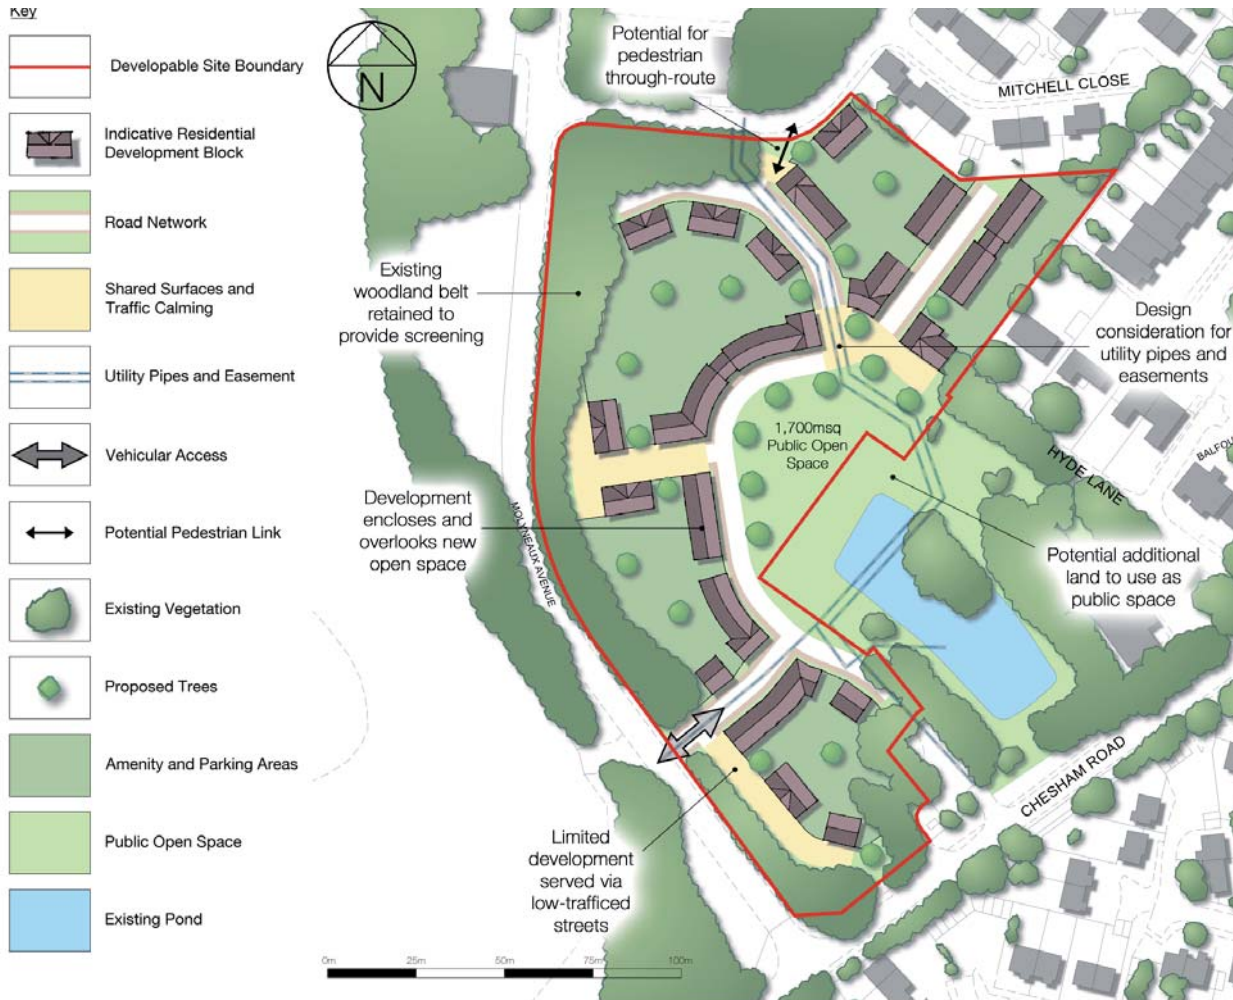 Key
Developable Site Boundary
Indicative Residential
Development Block
Road Network
Shared Surfaces and
Traffic Calming
Utility Pipes and Easement
Vehicular Access
Potential Pedestrian Link
Existing Vegetation
Proposed Trees
Amenity and Parking Areas
Public Open Space
Existing Pond
N
Potential for
pedestrian
through-route
MITCHELL CLOSE
Existing
woodland belt
retained to
provide screening
Design
consideration for
utility pipes and
easements
1,700msq
Public Open
Space
HYDE LANE
BALFOU
Development
encloses and
overlooks new
open space
MOLYNEAUX AVENUE
Potential additional
land to use as
public space
CHESHAM ROAD
Limited
development
served via
low-trafficed
streets
0m 25m 50m 75m 100m